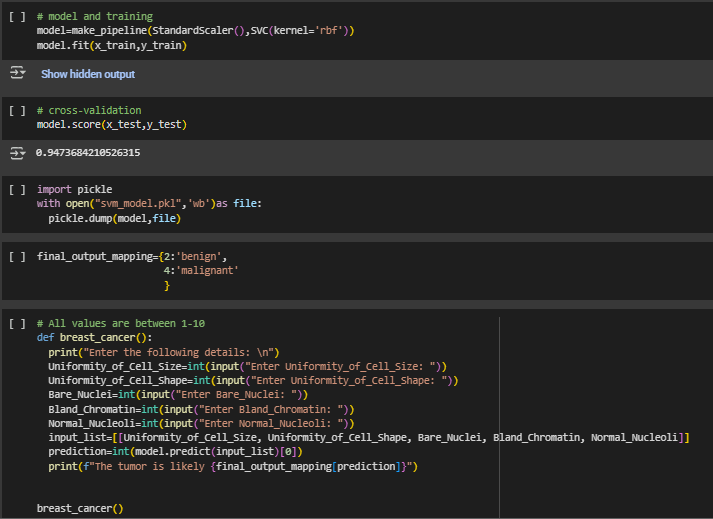 [ ] # model and training
model=make_pipeline(StandardScaler(),SVC(kernel='rbf'))
model.fit(x_train,y_train)
Show hidden output
[ ] # cross-validation
model.score(x_test,y_test)
0.9473684210526315
[ ] import pickle
with open("svm_model.pkl",'wb')as file:
  pickle.dump(model,file)
[ ] final_output_mapping={2:'benign',
                      4:'malignant'
                      }
[ ] # All values are between 1-10
def breast_cancer():
  print("Enter the following details: \n")
  Uniformity_of_Cell_Size=int(input("Enter Uniformity_of_Cell_Size: "))
  Uniformity_of_Cell_Shape=int(input("Enter Uniformity_of_Cell_Shape: "))
  Bare_Nuclei=int(input("Enter Bare_Nuclei: "))
  Bland_Chromatin=int(input("Enter Bland_Chromatin: "))
  Normal_Nucleoli=int(input("Enter Normal_Nucleoli: "))
  input_list=[[Uniformity_of_Cell_Size, Uniformity_of_Cell_Shape, Bare_Nuclei, Bland_Chromatin, Normal_Nucleoli]]
  prediction=int(model.predict(input_list)[0])
  print(f"The tumor is likely {final_output_mapping[prediction]}")
breast_cancer()